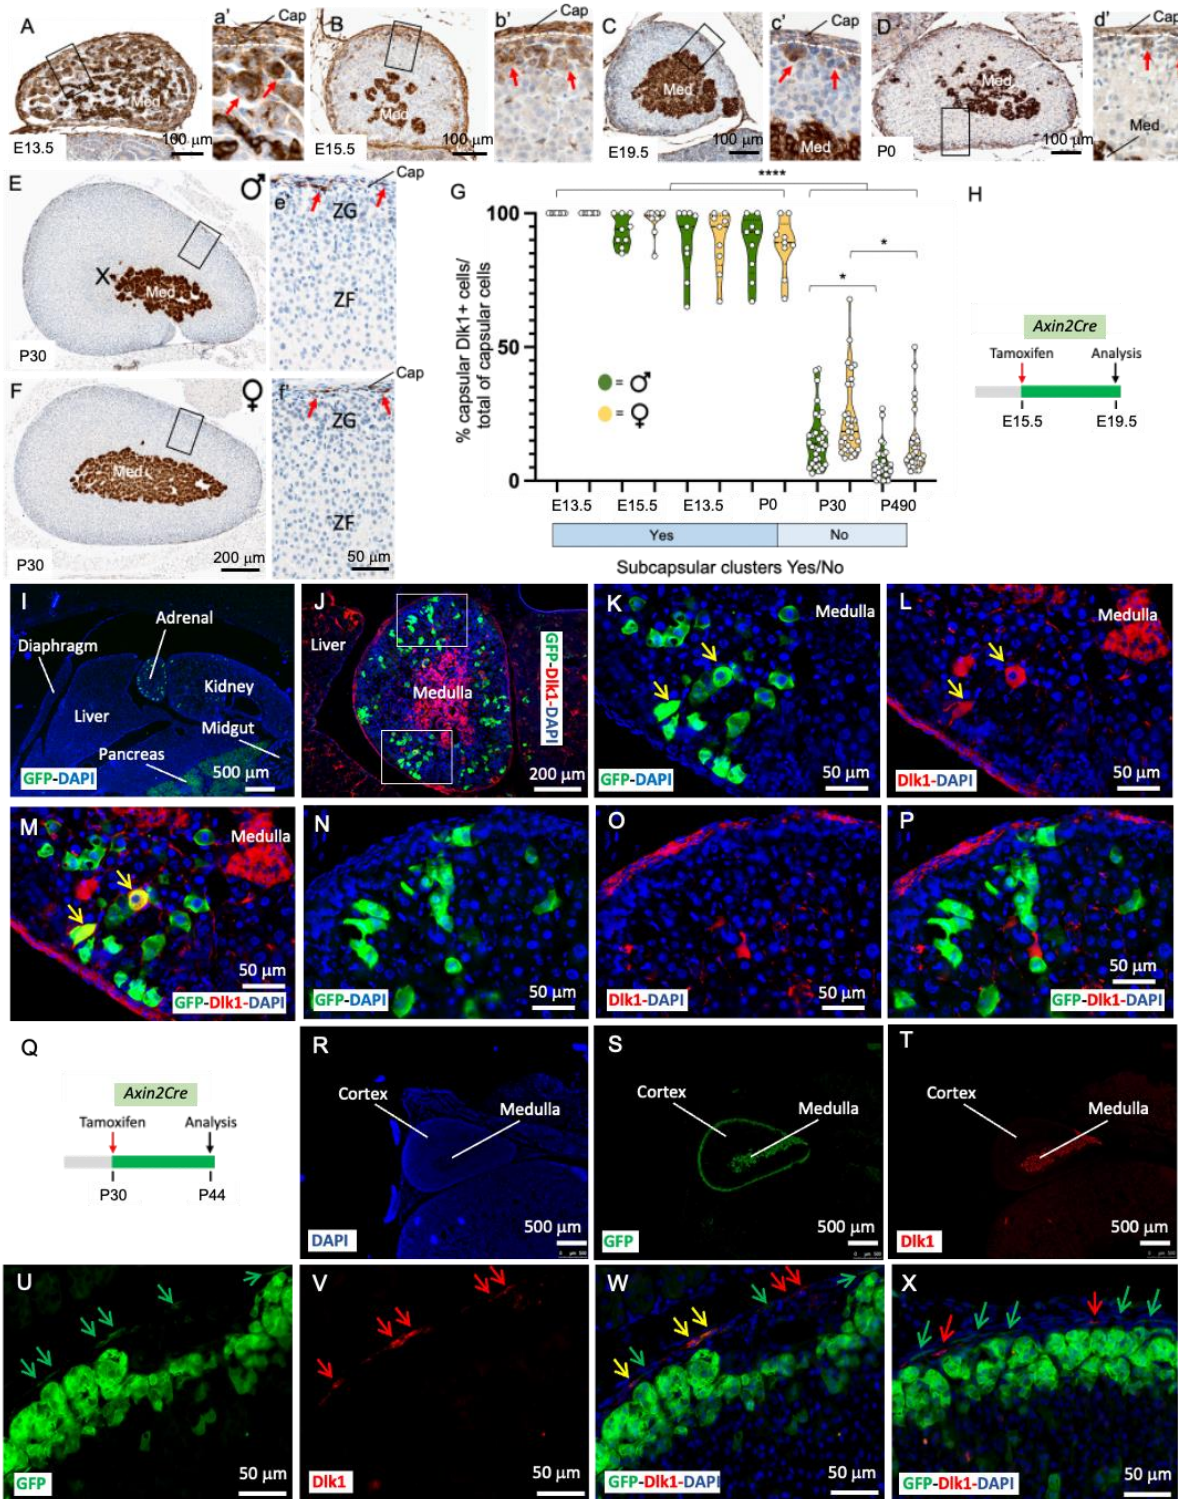 A
Med
E13.5
100 µm
a'
Cap
B
Med
E15.5
100 µm
b'
Cap
C
Med
E19.5
100 µm
c'
Cap
Med
D
Med
P0
100 µm
d'
Cap
Med
E
♂
X
Med
P30
e'
Cap
ZG
ZF
F
♀
Med
P30
200 µm
f'
Cap
ZG
ZF
50 µm
G
% capsular Dlk1+ cells/
total of capsular cells
100
50
0
****
*
*
= ♂
= ♀
E13.5 E15.5 E13.5 P0 P30 P490
Yes No
Subcapsular clusters Yes/No
H
Axin2Cre
Tamoxifen Analysis
E15.5 E19.5
I
Adrenal
Diaphragm
Kidney
Liver
Midgut
Pancreas
500 µm
GFP-DAPI
J
Liver
Medulla
GFP-Dlk1-DAPI
200 µm
K
Medulla
50 µm
GFP-DAPI
L
Medulla
50 µm
Dlk1-DAPI
M
Medulla
50 µm
GFP-Dlk1-DAPI
N
50 µm
GFP-DAPI
O
50 µm
Dlk1-DAPI
P
50 µm
GFP-Dlk1-DAPI
Q
Axin2Cre
Tamoxifen Analysis
P30 P44
R
Cortex
Medulla
500 µm
DAPI
S
Cortex
Medulla
500 µm
GFP
T
Cortex
Medulla
500 µm
Dlk1
U
50 µm
GFP
V
50 µm
Dlk1
W
50 µm
GFP-Dlk1-DAPI
X
50 µm
GFP-Dlk1-DAPI